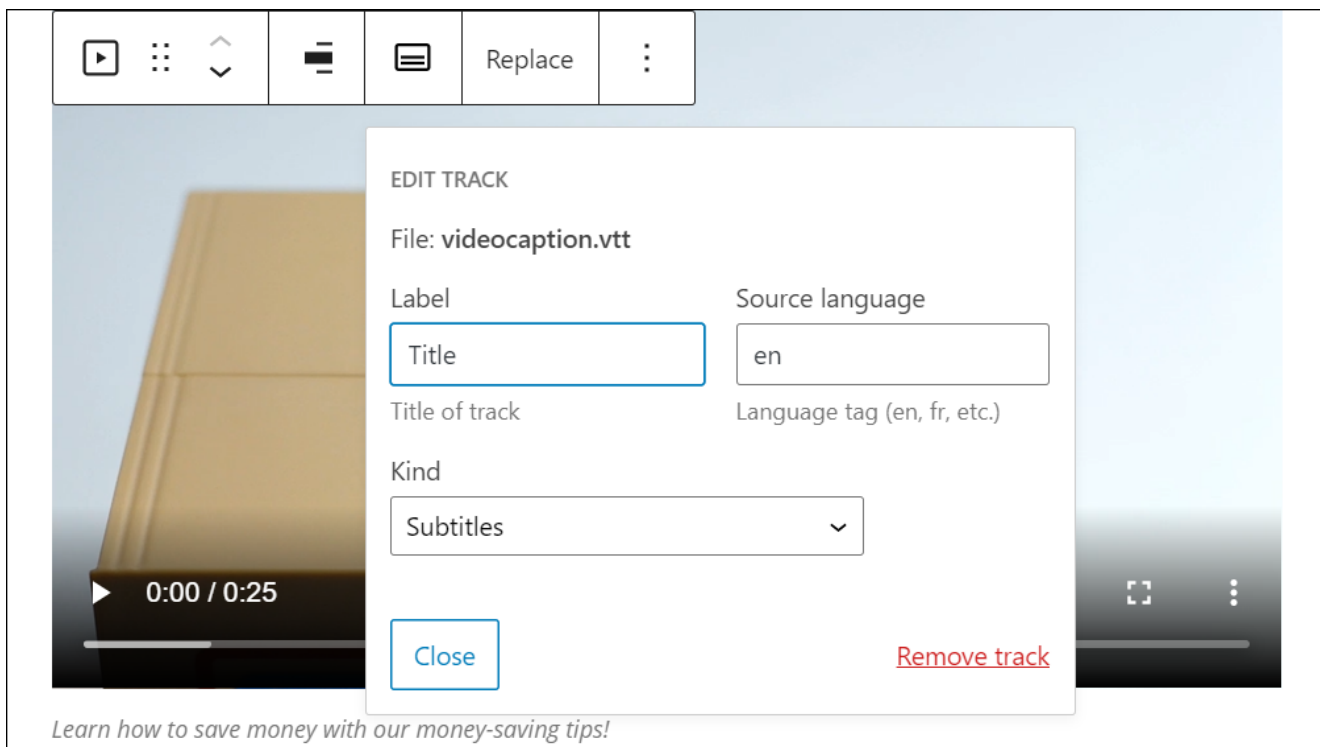 Replace
EDIT TRACK
File: videocaption.vtt
Label
Source language
Title
en
Title of track
Language tag (en, fr, etc.)
Kind
Subtitles
0:00 / 0:25
Close
Remove track
Learn how to save money with our money-saving tips!